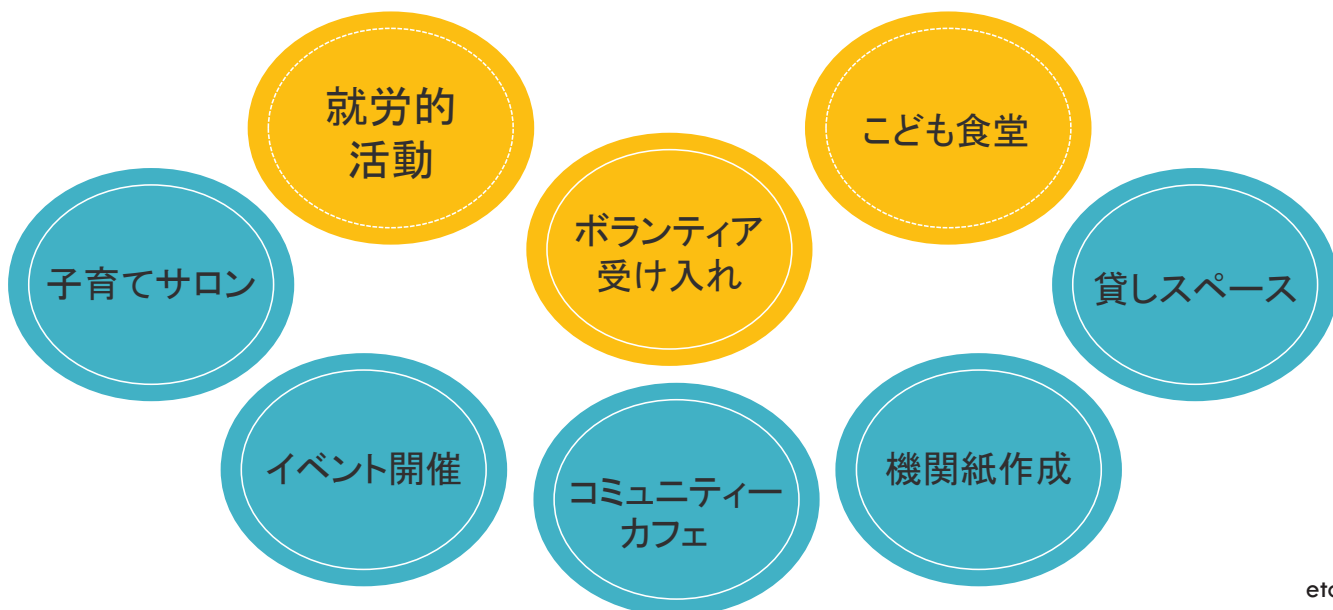 就労的
活動
こども食堂
ボランティア
受け入れ
子育てサロン
貸しスペース
イベント開催
コミュニティー
カフェ
機関紙作成
etc